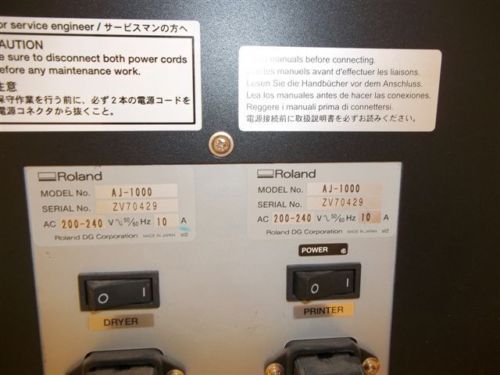 or service engineer / サービスマンの方へ
AUTION
e sure to disconnect both power cords
efore any maintenance work.
注意
保守作業を行う前に、必ず2本の電源コードを
電源コネクタから抜くこと。
manuals before connecting.
les manuels avant d'effectuer les liaisons.
Lesen Sie die Handbücher vor dem Anschluss.
Lea los manuales antes de hacer las conexiones.
Reggere i manuali prima di connettersi.
電源接続前に取扱説明書を必ずお読みください。
Roland
MODEL No. AJ-1000
SERIAL No. ZV70429
AC 200-240 V 50/60 Hz 10 A
Roland DG Corporation MADE IN JAPAN
Roland
MODEL No. AJ-1000
SERIAL No. ZV70429
AC 200-240 V 50/60 Hz 10 A
Roland DG Corporation MADE IN JAPAN
POWER
O I
DRYER
O I
PRINTER